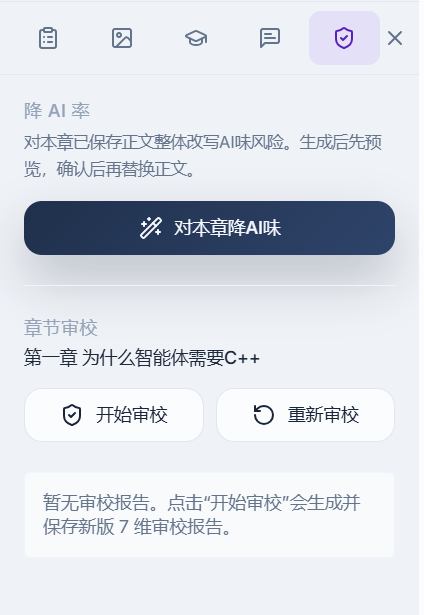 降 AI 率
对本章已保存正文整体改写AI味风险。生成后先预
览，确认后再替换正文。
对本章降AI味
章节审校
第一章 为什么智能体需要C++
开始审校
重新审校
暂无审校报告。点击“开始审校”会生成并
保存新版 7 维审校报告。